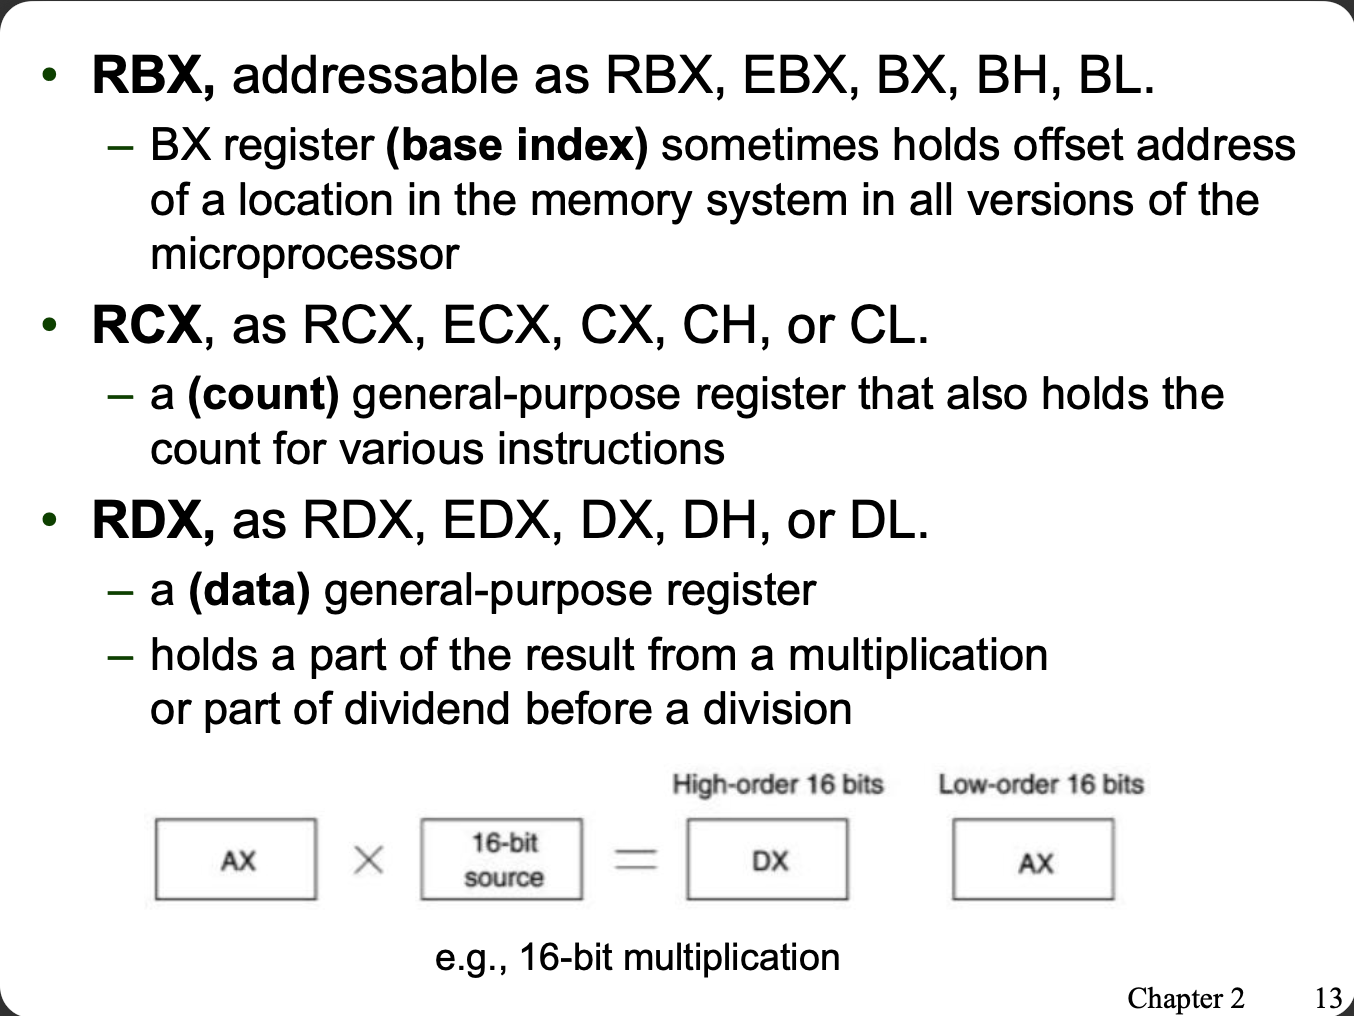 • RBX, addressable as RBX, EBX, BX, BH, BL.
– BX register (base index) sometimes holds offset address
of a location in the memory system in all versions of the
microprocessor
• RCX, as RCX, ECX, CX, CH, or CL.
– a (count) general-purpose register that also holds the
count for various instructions
• RDX, as RDX, EDX, DX, DH, or DL.
– a (data) general-purpose register
– holds a part of the result from a multiplication
or part of dividend before a division
High-order 16 bits Low-order 16 bits
AX × 16-bit source = DX AX
e.g., 16-bit multiplication
Chapter 2 13